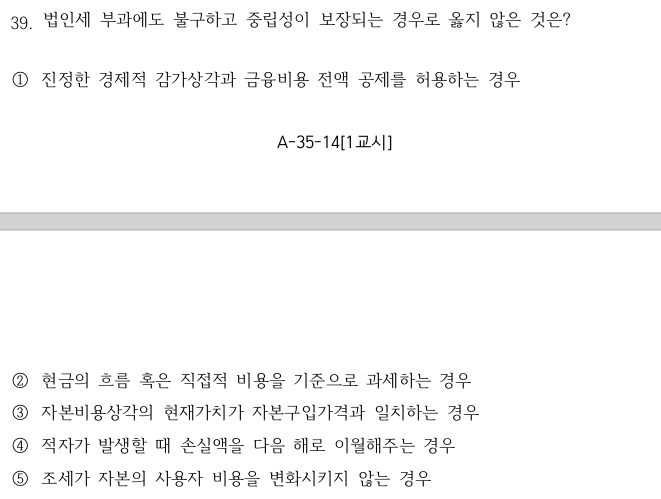 39. 법인세 부과에도 불구하고 중립성이 보장되는 경우로 옳지 않은 것은?
① 진정한 경제적 감가상각과 금융비용 전액 공제를 허용하는 경우
A-35-14[1교시]
② 현금의 흐름 혹은 직접적 비용을 기준으로 과세하는 경우
③ 자본비용상각의 현재가치가 자본구입가격과 일치하는 경우
④ 적자가 발생할 때 손실액을 다음 해로 이월해주는 경우
⑤ 조세가 자본의 사용자 비용을 변화시키지 않는 경우